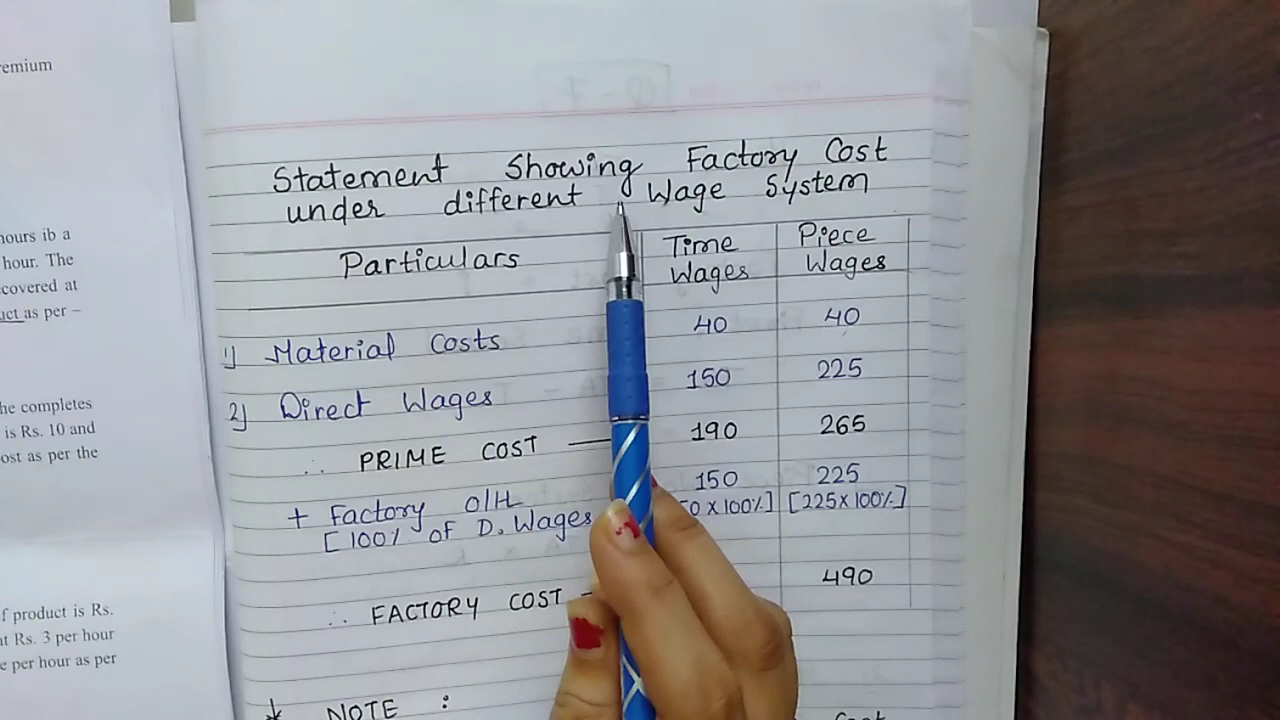 remium
hours ib a
hour. The
covered at
uct as per –
he completes
is Rs. 10 and
ost as per the
f product is Rs.
at Rs. 3 per hour
e per hour as per
Statement Showing Factory Cost
under different Wage System
Particulars Time Wages Piece Wages
1) Material Costs 40 40
2) Direct Wages 150 225
∴ PRIME COST — 190 265
+ Factory O/H 150 225
[100% of D. Wages 50 x 100%] [225 x 100%]
∴ FACTORY COST - 490
* NOTE :
Cost